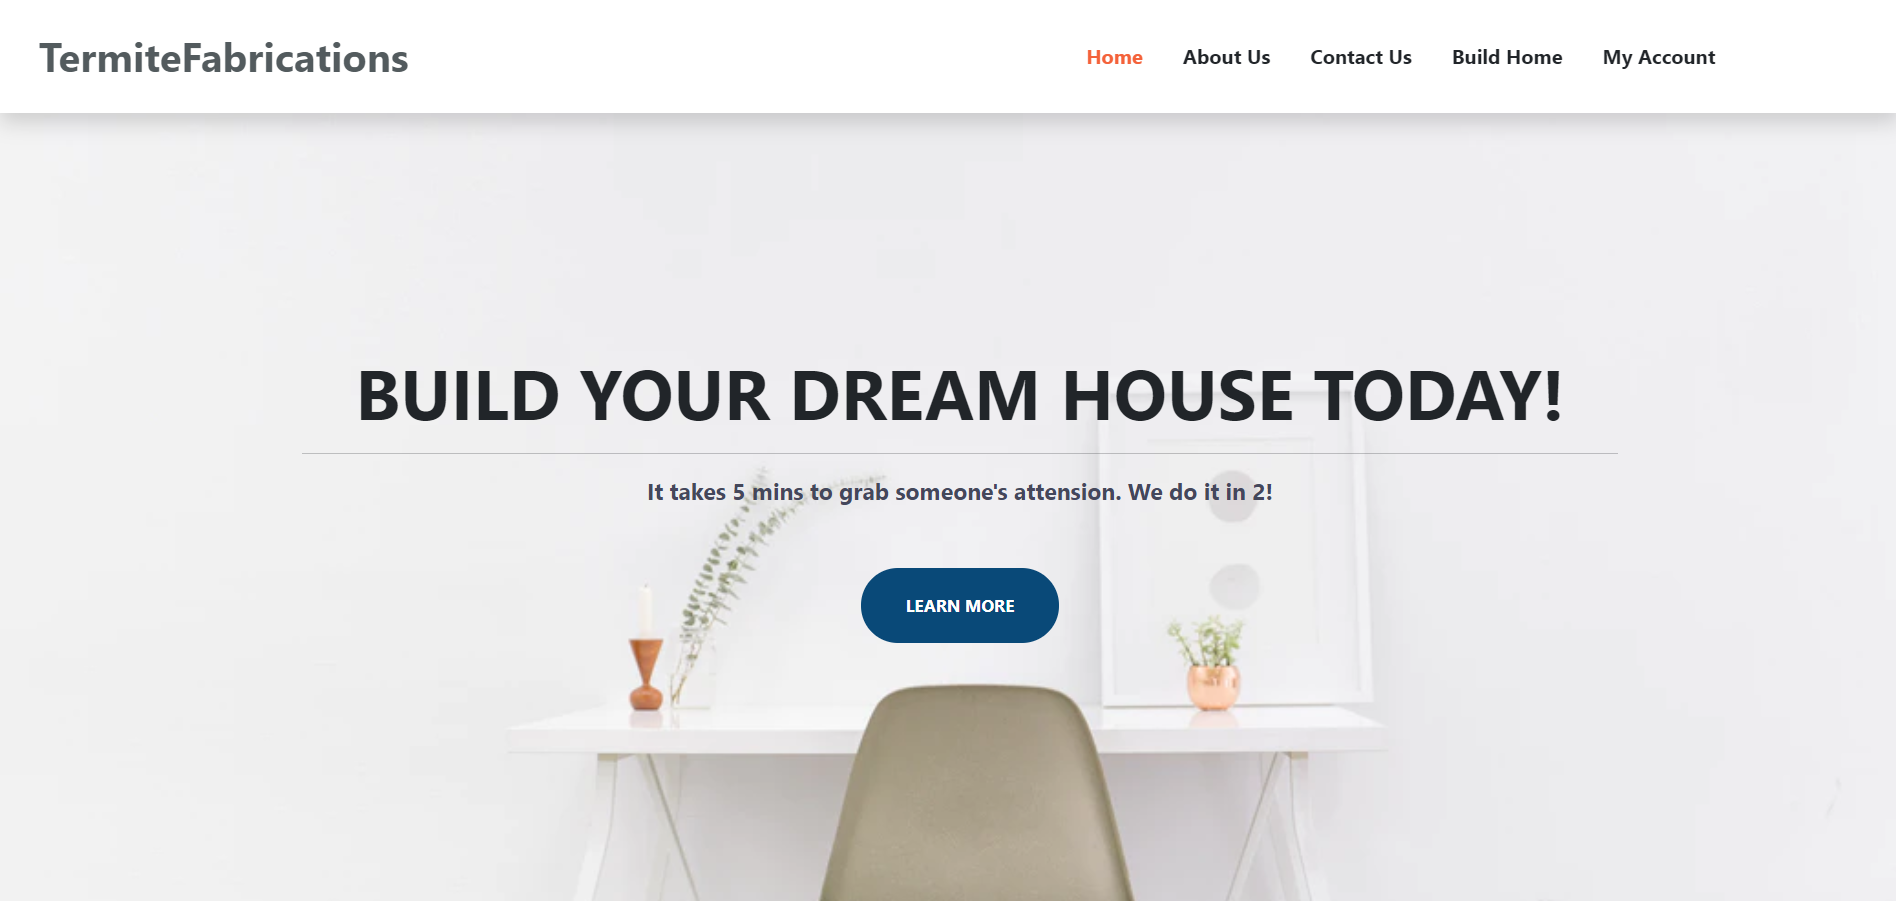 TermiteFabrications
Home About Us Contact Us Build Home My Account
BUILD YOUR DREAM HOUSE TODAY!
It takes 5 mins to grab someone's attension. We do it in 2!
LEARN MORE